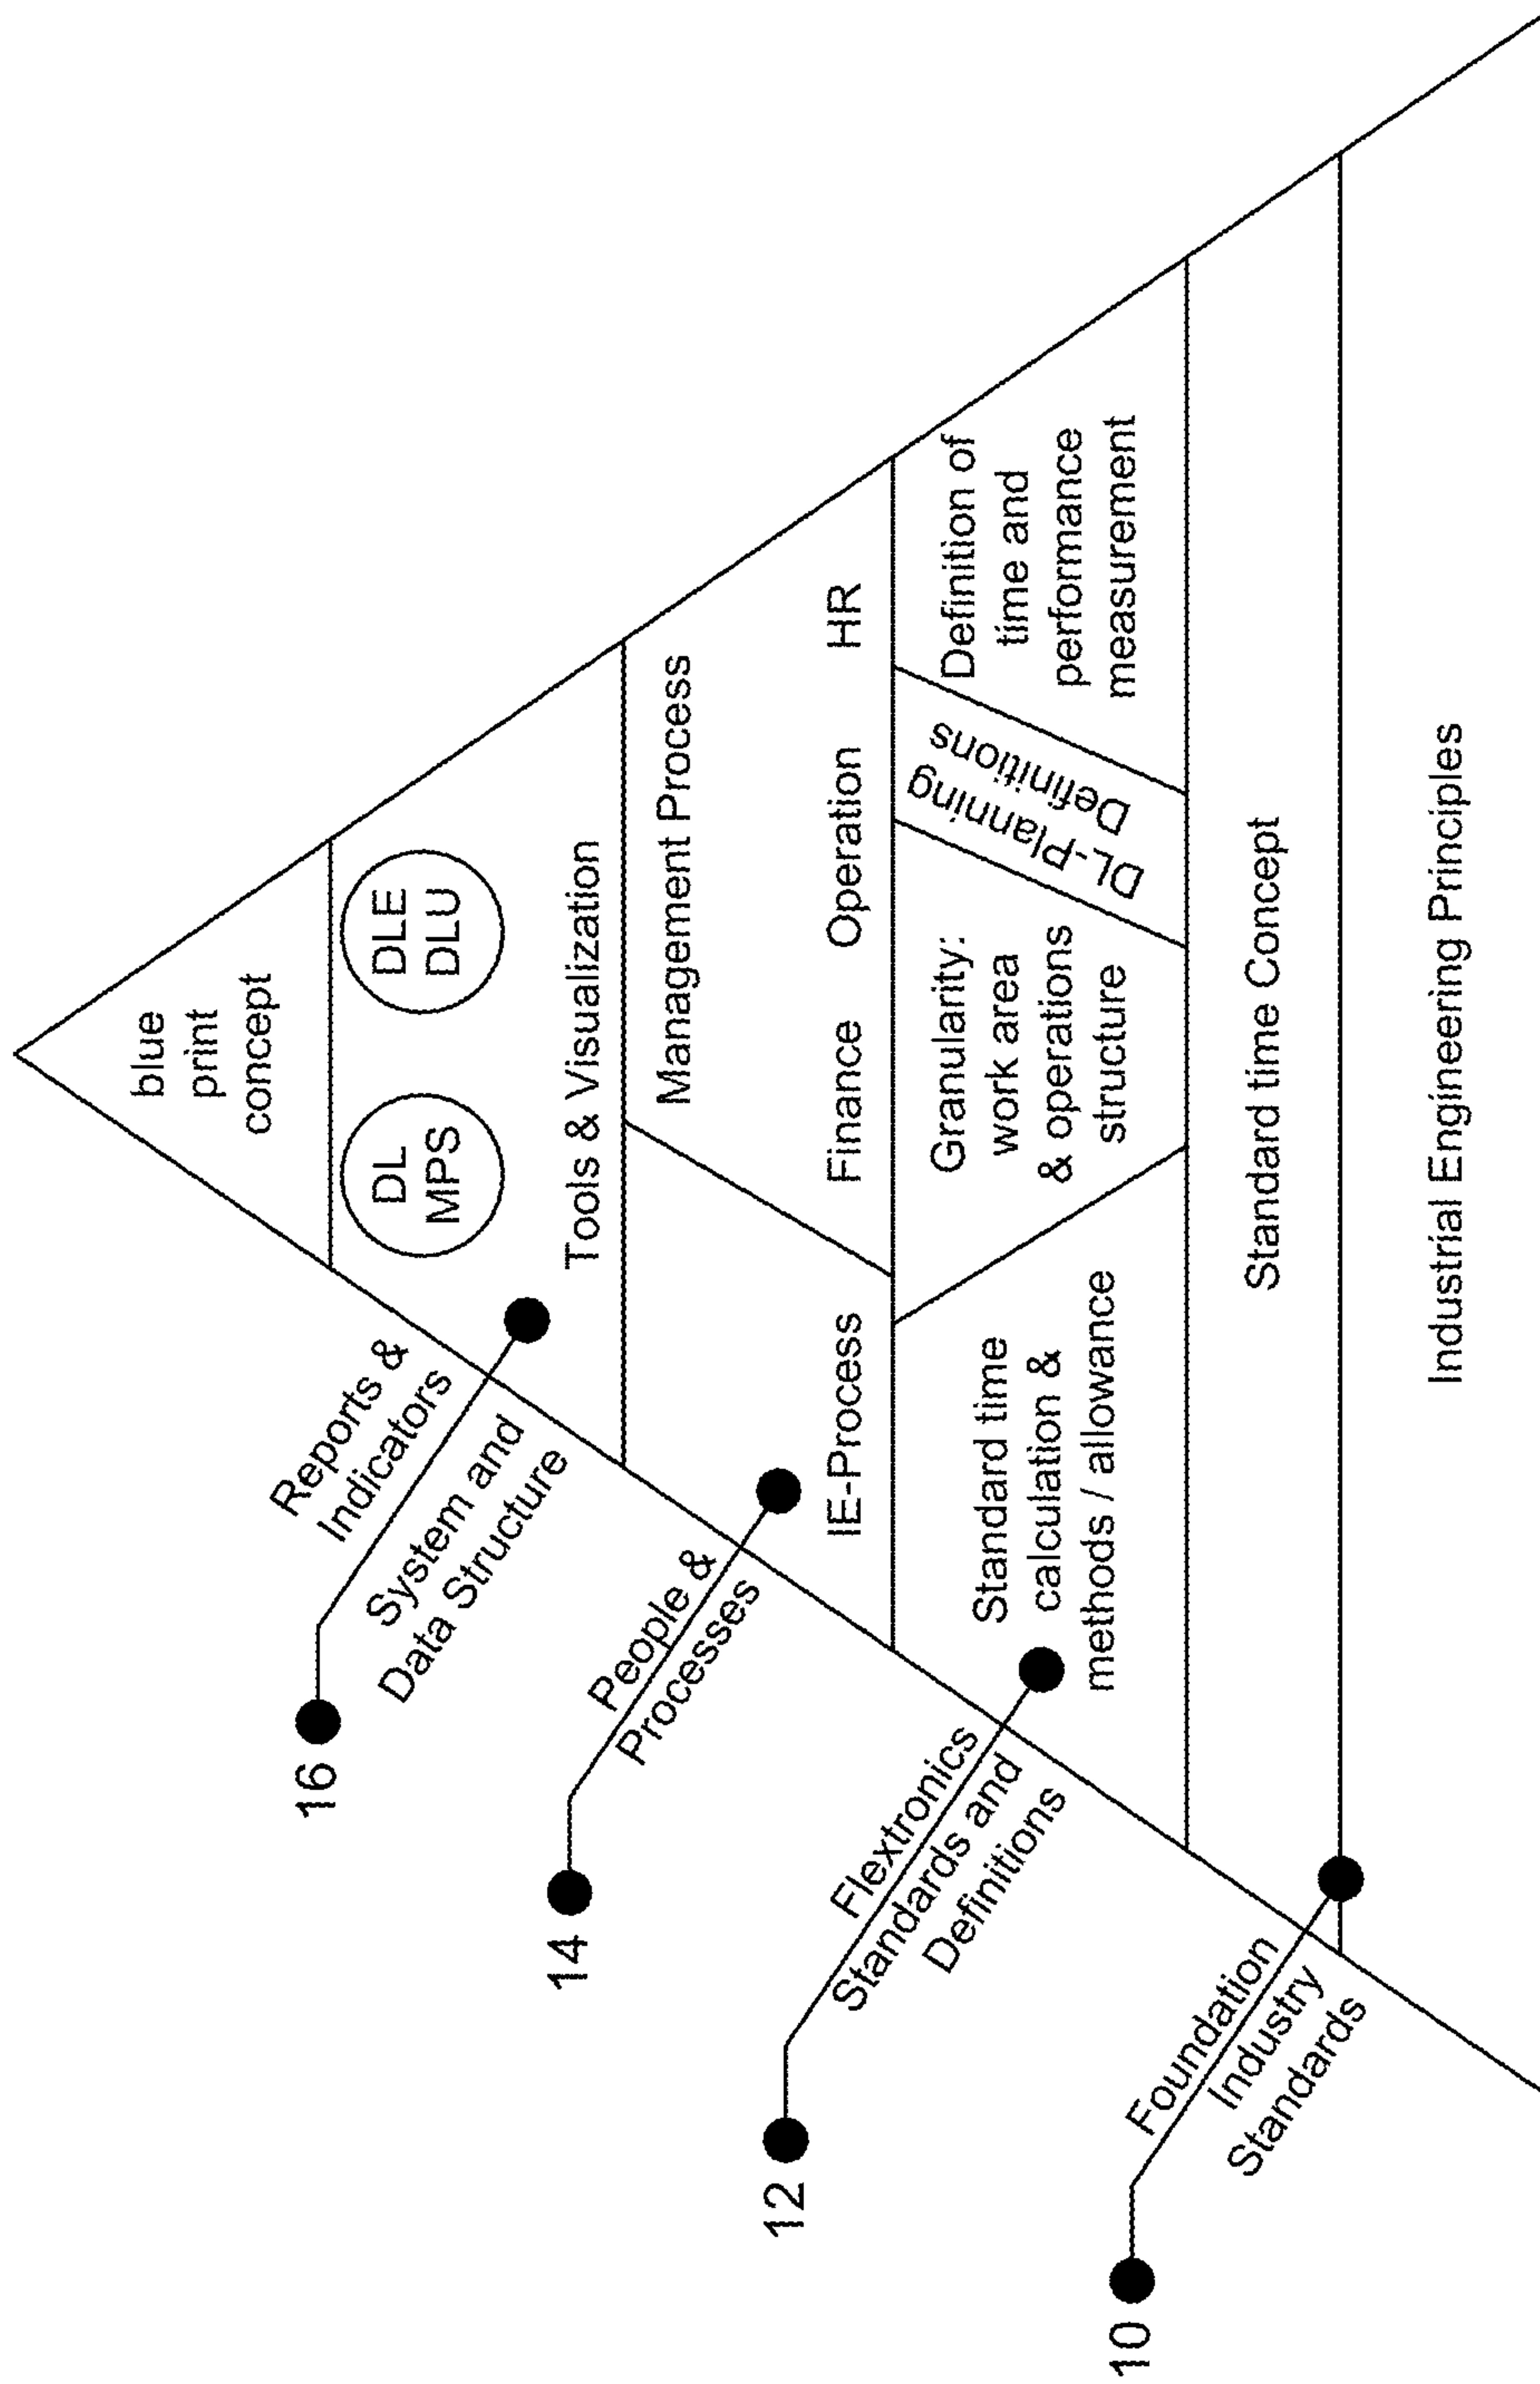 blue
print
concept
DL
MPS
DLE
DLU
Tools & Visualization
Reports &
Indicators
System and
Data Structure
16
Management Process
IE-Process
Finance
Operation
HR
People &
Processes
14
Standard time
calculation &
methods / allowance
Granularity:
work area
& operations
structure
DL-Planning
Definitions
Definition of
time and
performance
measurement
Flextronics
Standards and
Definitions
12
Standard time Concept
Foundation
Industry
Standards
10
Industrial Engineering Principles